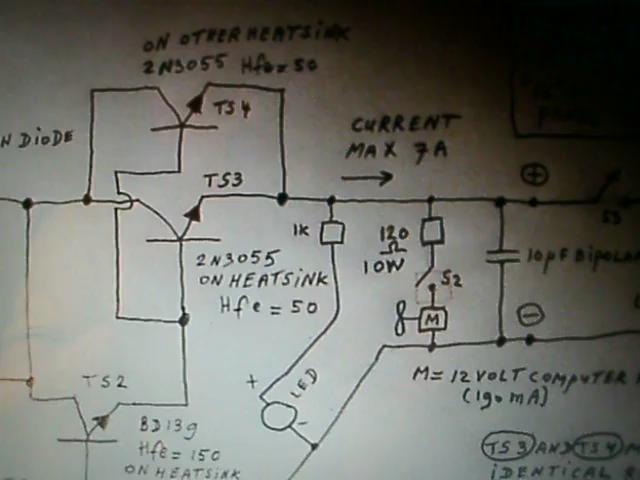 ON OTHER HEATSINK
2N3055 Hfe = 50
TS4
N DIODE
CURRENT
MAX 7A
TS3
+
S3
1K
120
Ω
10W
2N3055
ON HEATSINK
Hfe = 50
S2
10µF BIPOLA
M
-
TS2
+
LED
-
M = 12 VOLT COMPUTER
(190 mA)
BD139
Hfe = 150
ON HEATSINK
TS3 AND TS4 M
IDENTICAL